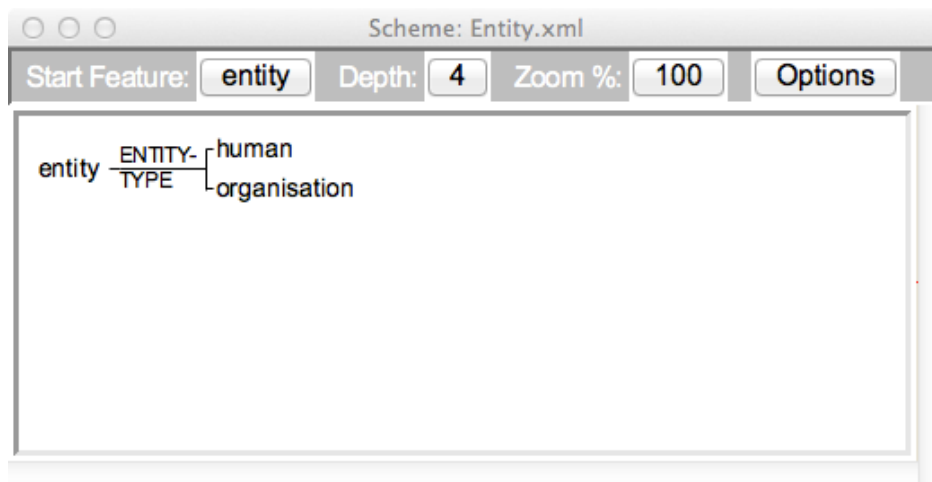 Scheme: Entity.xml
Start Feature: entity Depth: 4 Zoom %: 100 Options
entity ENTITY-
TYPE
human
organisation